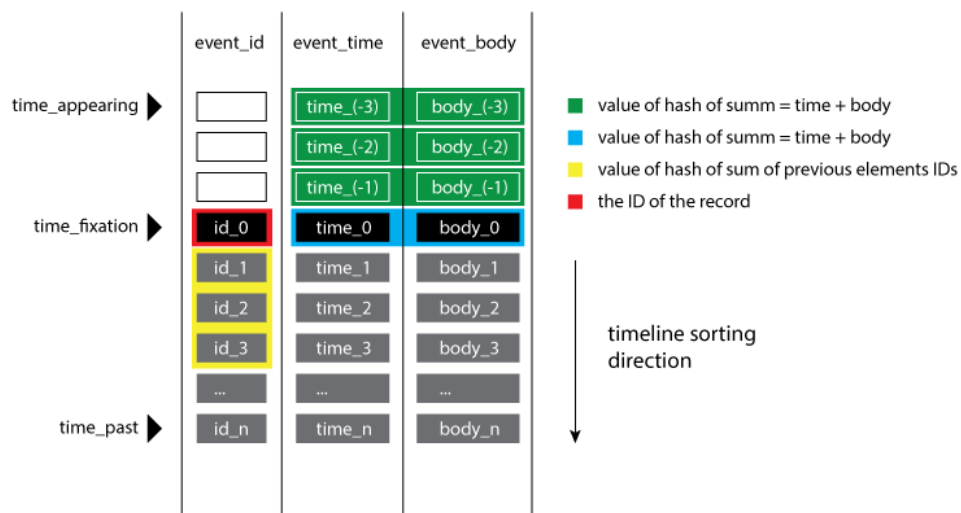 event_id event_time event_body
time_appearing time_(-3) body_(-3)
time_(-2) body_(-2)
time_(-1) body_(-1)
time_fixation id_0 time_0 body_0
id_1 time_1 body_1
id_2 time_2 body_2
id_3 time_3 body_3
... ... ...
time_past id_n time_n body_n
value of hash of summ = time + body
value of hash of summ = time + body
value of hash of sum of previous elements IDs
the ID of the record
timeline sorting
direction